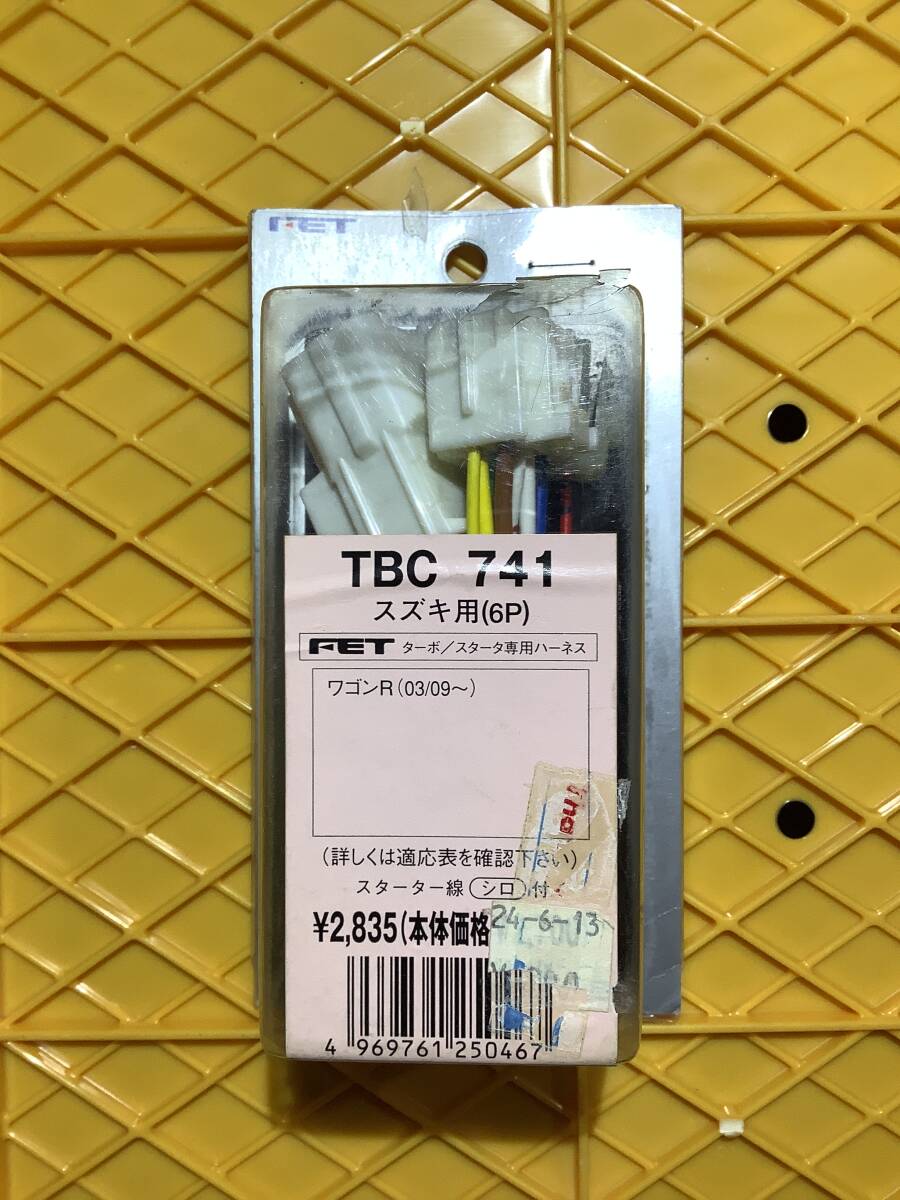 FET
TBC 741
スズキ用(6P)
FET ターボ/スタータ専用ハーネス
ワゴンR(03/09〜)
(詳しくは適応表を確認下さい)
スターター線 シロ 付
¥2,835(本体価格
24-6-13
4 969761 250467